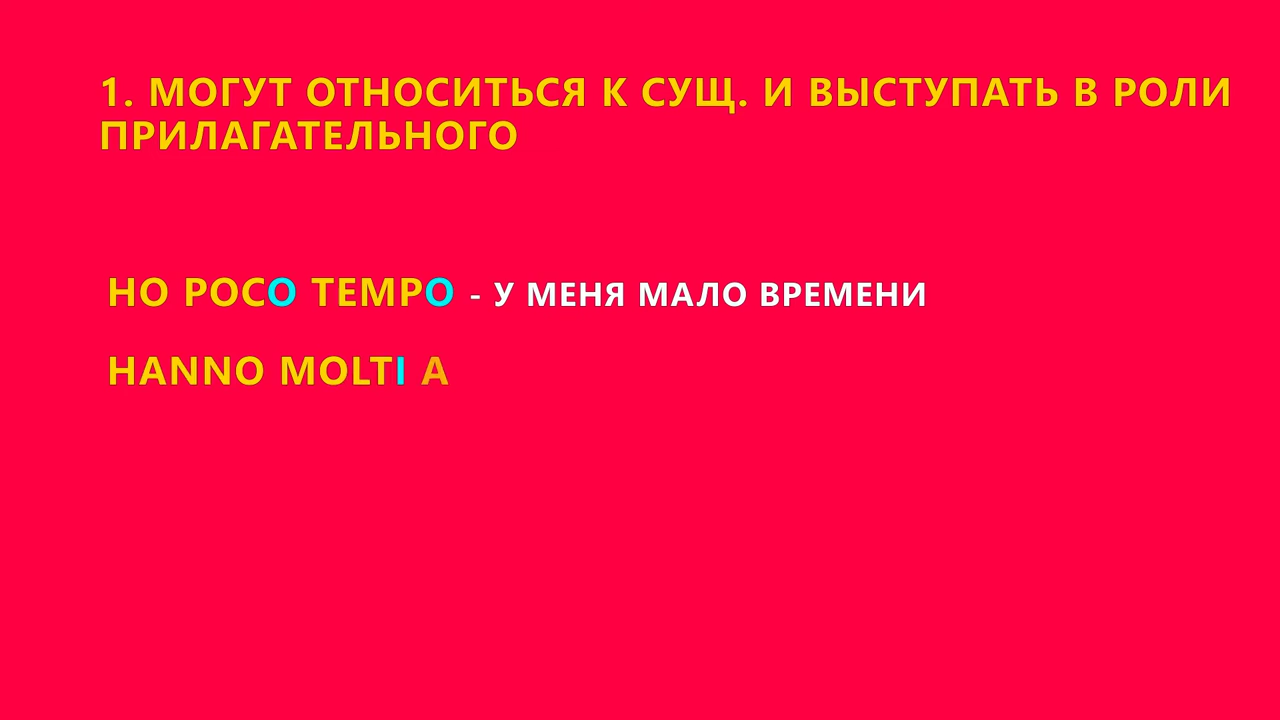 1. МОГУТ ОТНОСИТЬСЯ К СУЩ. И ВЫСТУПАТЬ В РОЛИ
ПРИЛАГАТЕЛЬНОГО
HO POCO TEMPO - У МЕНЯ МАЛО ВРЕМЕНИ
HANNO MOLTI A